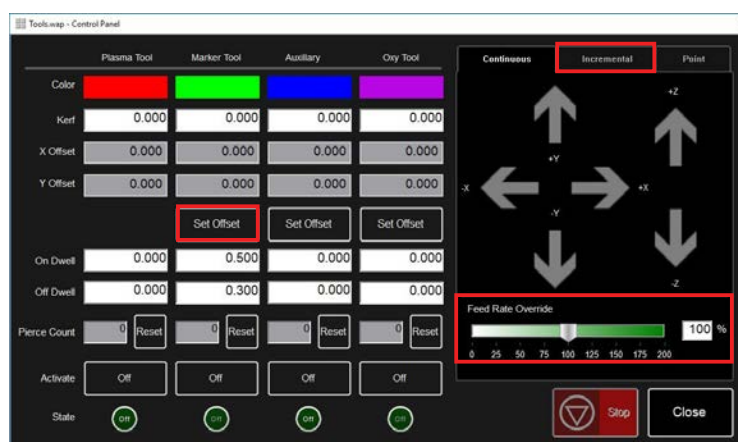 Tools.wap - Control Panel
Plasma Tool Marker Tool Auxiliary Oxy Tool
Color
Kerf 0.000 0.000 0.000 0.000
X Offset 0.000 0.000 0.000 0.000
Y Offset 0.000 0.000 0.000 0.000
Set Offset Set Offset Set Offset
On Dwell 0.000 0.500 0.000 0.000
Off Dwell 0.000 0.300 0.000 0.000
Pierce Count 0 Reset 0 Reset 0 Reset 0 Reset
Activate Off Off Off Off
State Off Off Off Off
Continuous Incremental Point
+Z
+Y
-X +X
-Y
-Z
Feed Rate Override
100 %
0 25 50 75 100 125 150 175 200
Stop Close